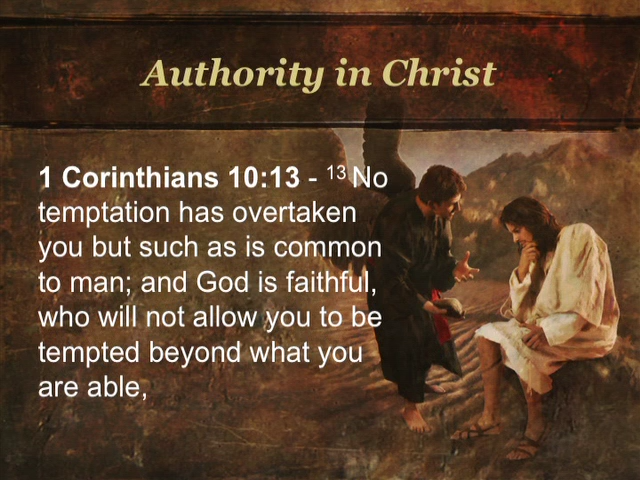 Authority in Christ
1 Corinthians 10:13 - 13 No
temptation has overtaken
you but such as is common
to man; and God is faithful,
who will not allow you to be
tempted beyond what you
are able,